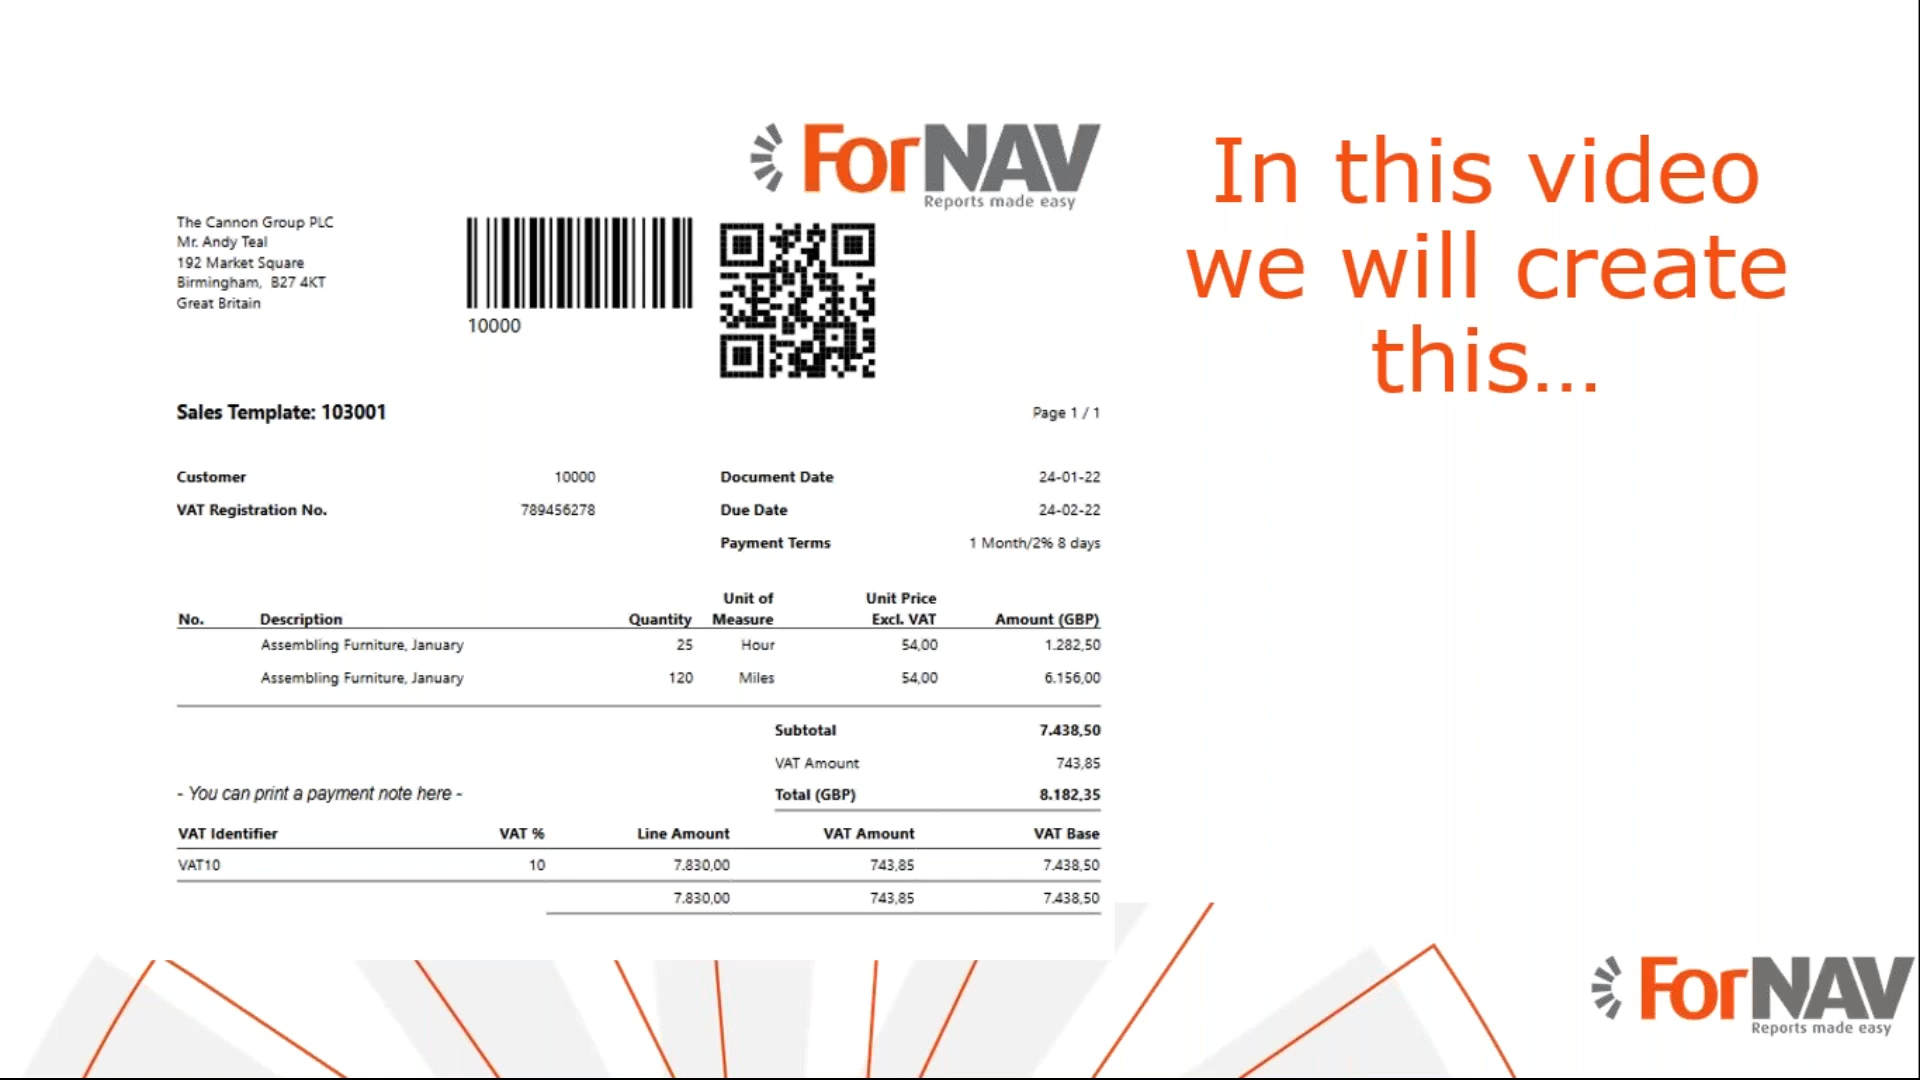 ForNAV
Reports made easy
In this video
we will create
this...
The Cannon Group PLC
Mr. Andy Teal
192 Market Square
Birmingham, B27 4KT
Great Britain
10000
Sales Template: 103001
Page 1 / 1
Customer 10000 Document Date 24-01-22
VAT Registration No. 789456278 Due Date 24-02-22
Payment Terms 1 Month/2% 8 days
Unit of Unit Price
No. Description Quantity Measure Excl. VAT Amount (GBP)
Assembling Furniture, January 25 Hour 54,00 1.282,50
Assembling Furniture, January 120 Miles 54,00 6.156,00
Subtotal 7.438,50
VAT Amount 743,85
- You can print a payment note here - Total (GBP) 8.182,35
VAT Identifier VAT % Line Amount VAT Amount VAT Base
VAT10 10 7.830,00 743,85 7.438,50
7.830,00 743,85 7.438,50
ForNAV
Reports made easy